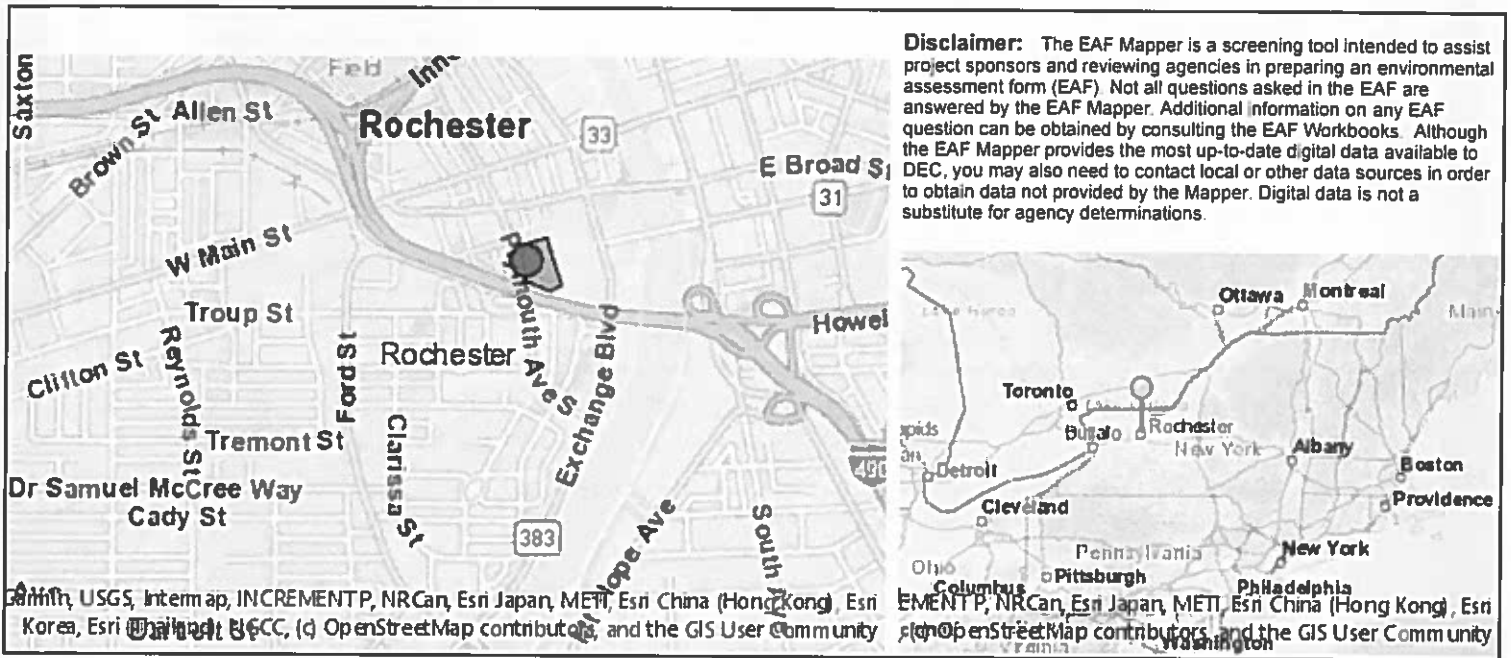 Disclaimer: The EAF Mapper is a screening tool intended to assist
project sponsors and reviewing agencies in preparing an environmental
assessment form (EAF). Not all questions asked in the EAF are
answered by the EAF Mapper. Additional information on any EAF
question can be obtained by consulting the EAF Workbooks. Although
the EAF Mapper provides the most up-to-date digital data available to
DEC, you may also need to contact local or other data sources in order
to obtain data not provided by the Mapper. Digital data is not a
substitute for agency determinations.
Saxton
Field
Brown St
Allen St
Rochester
33
E Broad St
31
W Main St
Troup St
Reynolds St
Clifton St
Ford St
Rochester
Exchange Blvd
Tremont St
Clarissa St
490
Dr Samuel McCree Way
Cady St
383
Hope Ave
South
Garmin, USGS, Intermap, INCREMENT P, NRCan, Esri Japan, METI, Esri China (Hong Kong), Esri
Korea, Esri (Thailand), NGCC, (c) OpenStreetMap contributors, and the GIS User Community
Ottawa
Montreal
Toronto
Buffalo
Rochester
New York
Albany
Boston
Providence
Detroit
Cleveland
Pennsylvania
New York
Ohio
Columbus
Pittsburgh
Philadelphia
EMENT P, NRCan, Esri Japan, METI, Esri China (Hong Kong), Esri
OpenStreetMap contributors, and the GIS User Community
Virginia
Washington